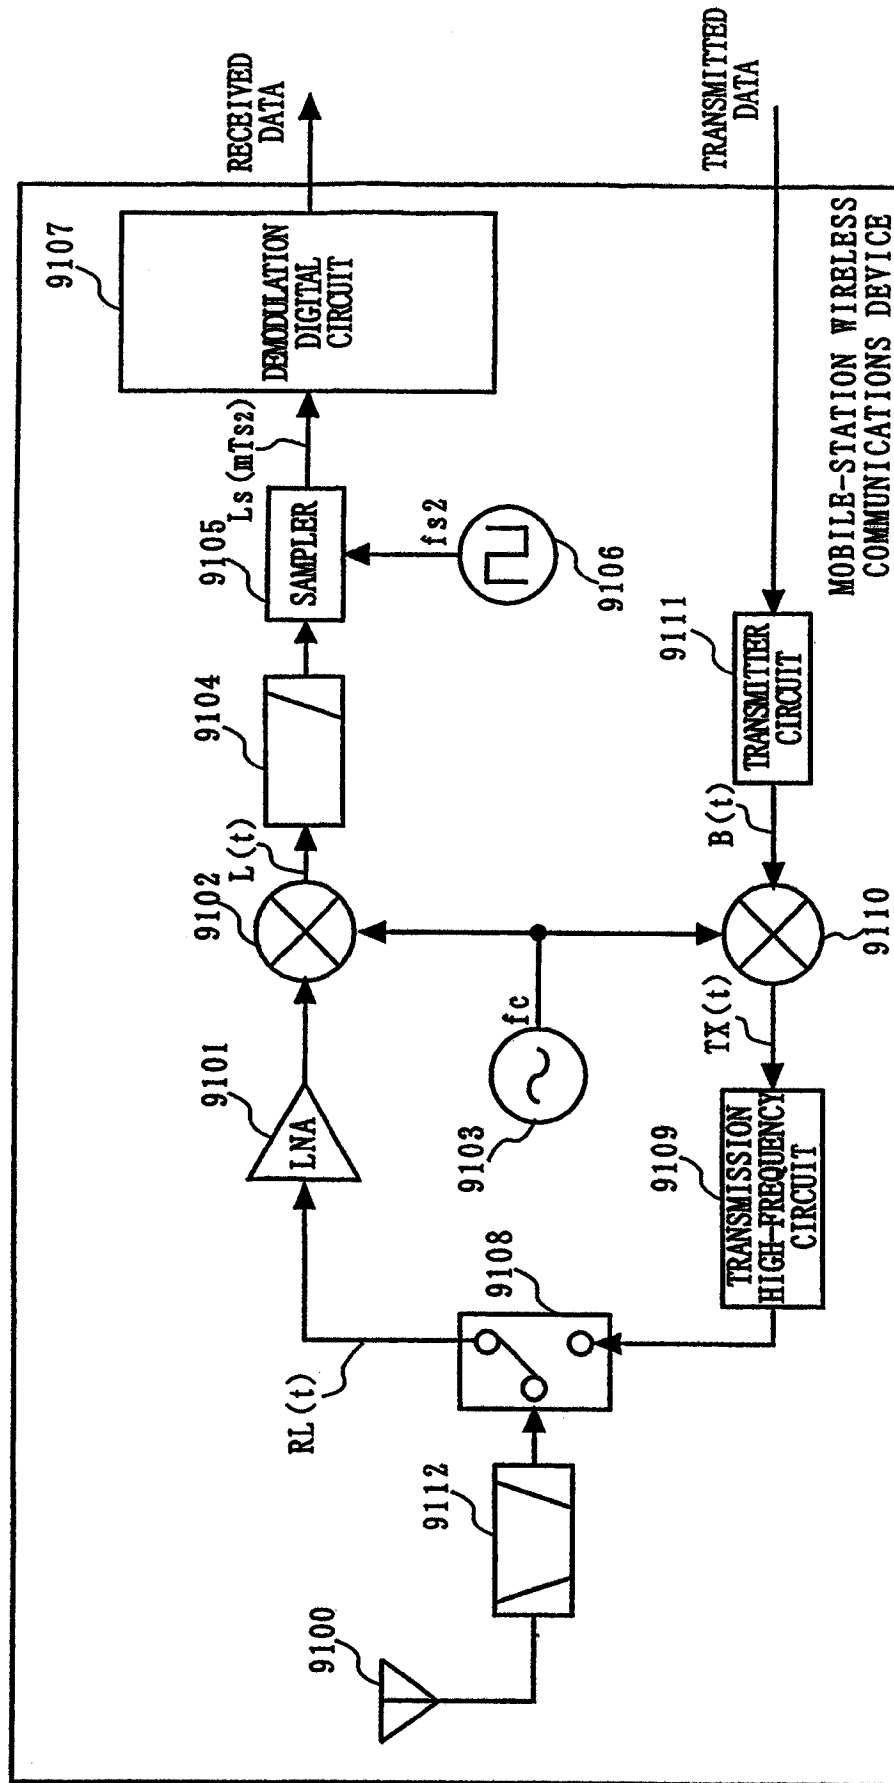 9100
9112
9108
RL(t)
9101
LNA
9102
L(t)
9104
9105
SAMPLER
Ls(mTs2)
9107
DEMODULATION
DIGITAL
CIRCUIT
RECEIVED
DATA
9103
fc
fs2
9106
9109
TRANSMISSION
HIGH-FREQUENCY
CIRCUIT
TX(t)
9110
B(t)
9111
TRANSMITTER
CIRCUIT
TRANSMITTED
DATA
MOBILE-STATION WIRELESS
COMMUNICATIONS DEVICE